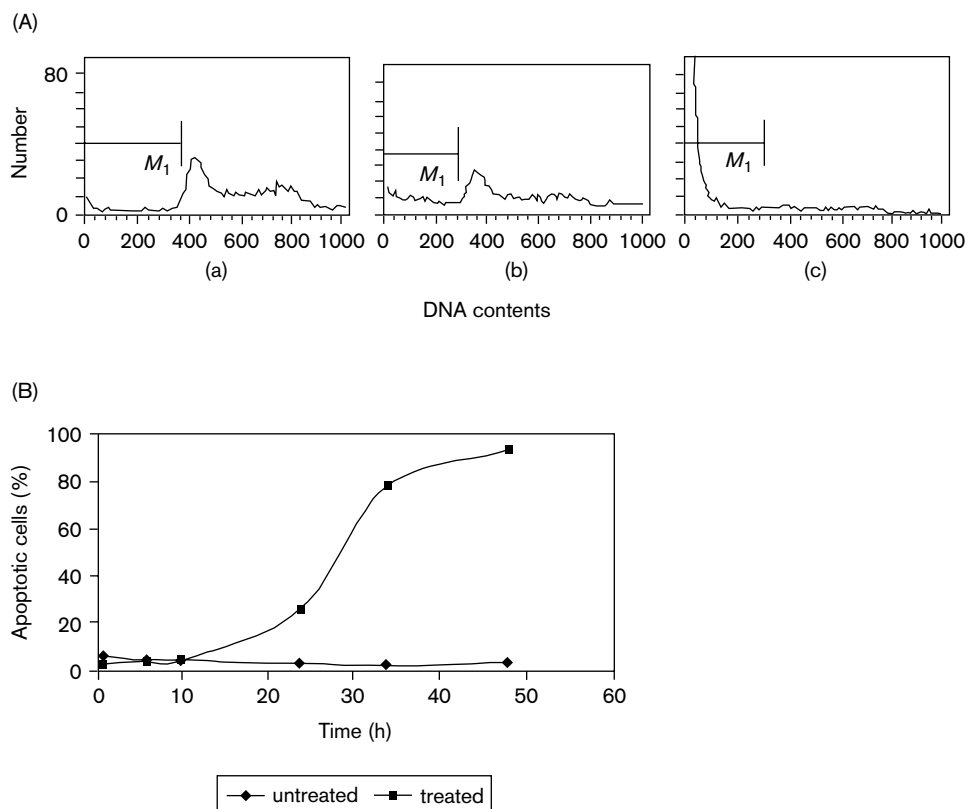 (A)
80
Number
M1
0
0 200 400 600 800 1000
(a)
M1
0 200 400 600 800 1000
(b)
M1
0 200 400 600 800 1000
(c)
DNA contents
(B)
100
80
60
40
20
0
Apoptotic cells (%)
0 10 20 30 40 50 60
Time (h)
untreated treated